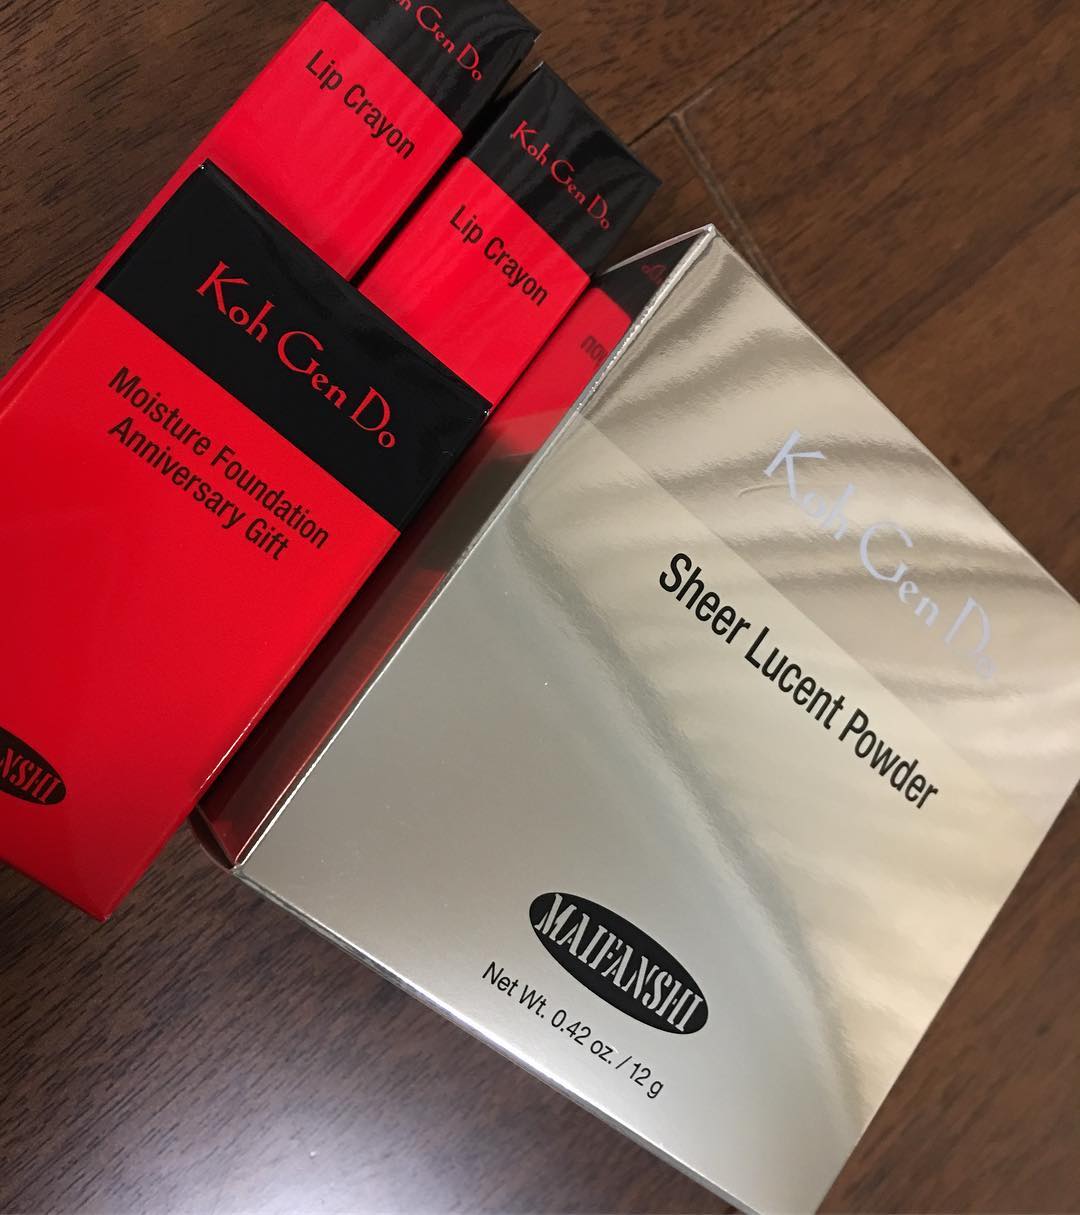 Gen Do
Lip Crayon
Koh Gen Do
Lip Crayon
Koh Gen Do
Moisture Foundation
Anniversary Gift
Koh Gen Do
Sheer Lucent Powder
MAIFANSHI
Net Wt. 0.42 oz. / 12 g